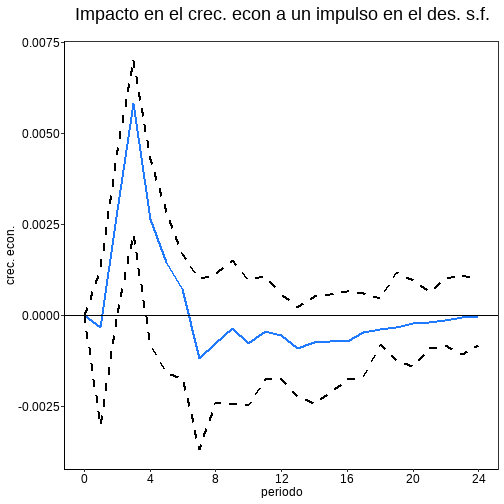 Impacto en el crec. econ a un impulso en el des. s.f.
0.0075
0.0050
0.0025
0.0000
-0.0025
crec. econ.
0 4 8 12 16 20 24
periodo